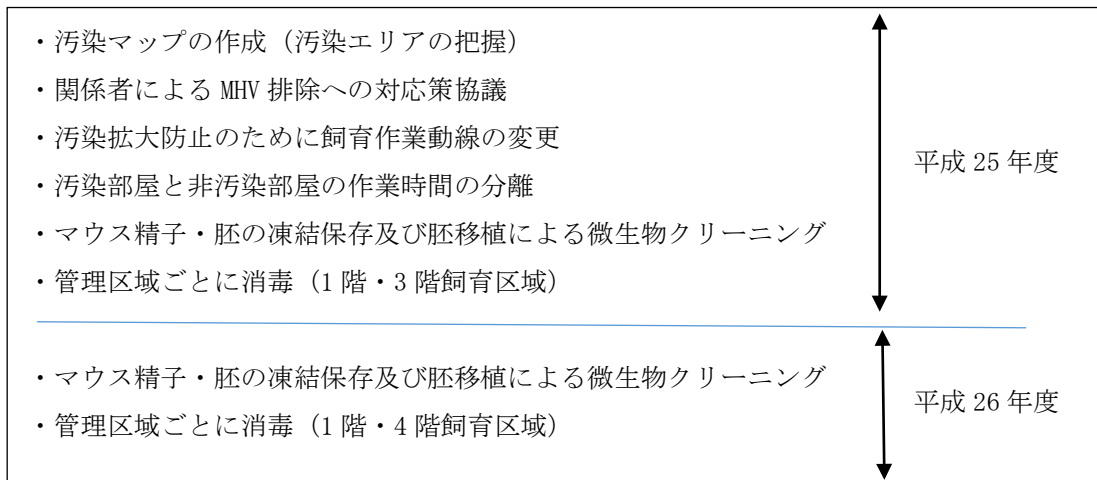 ・汚染マップの作成（汚染エリアの把握）
・関係者による MHV 排除への対応策協議
・汚染拡大防止のために飼育作業動線の変更
・汚染部屋と非汚染部屋の作業時間の分離
・マウス精子・胚の凍結保存及び胚移植による微生物クリーニング
・管理区域ごとに消毒（1 階・3 階飼育区域）
平成 25 年度
・マウス精子・胚の凍結保存及び胚移植による微生物クリーニング
・管理区域ごとに消毒（1 階・4 階飼育区域）
平成 26 年度